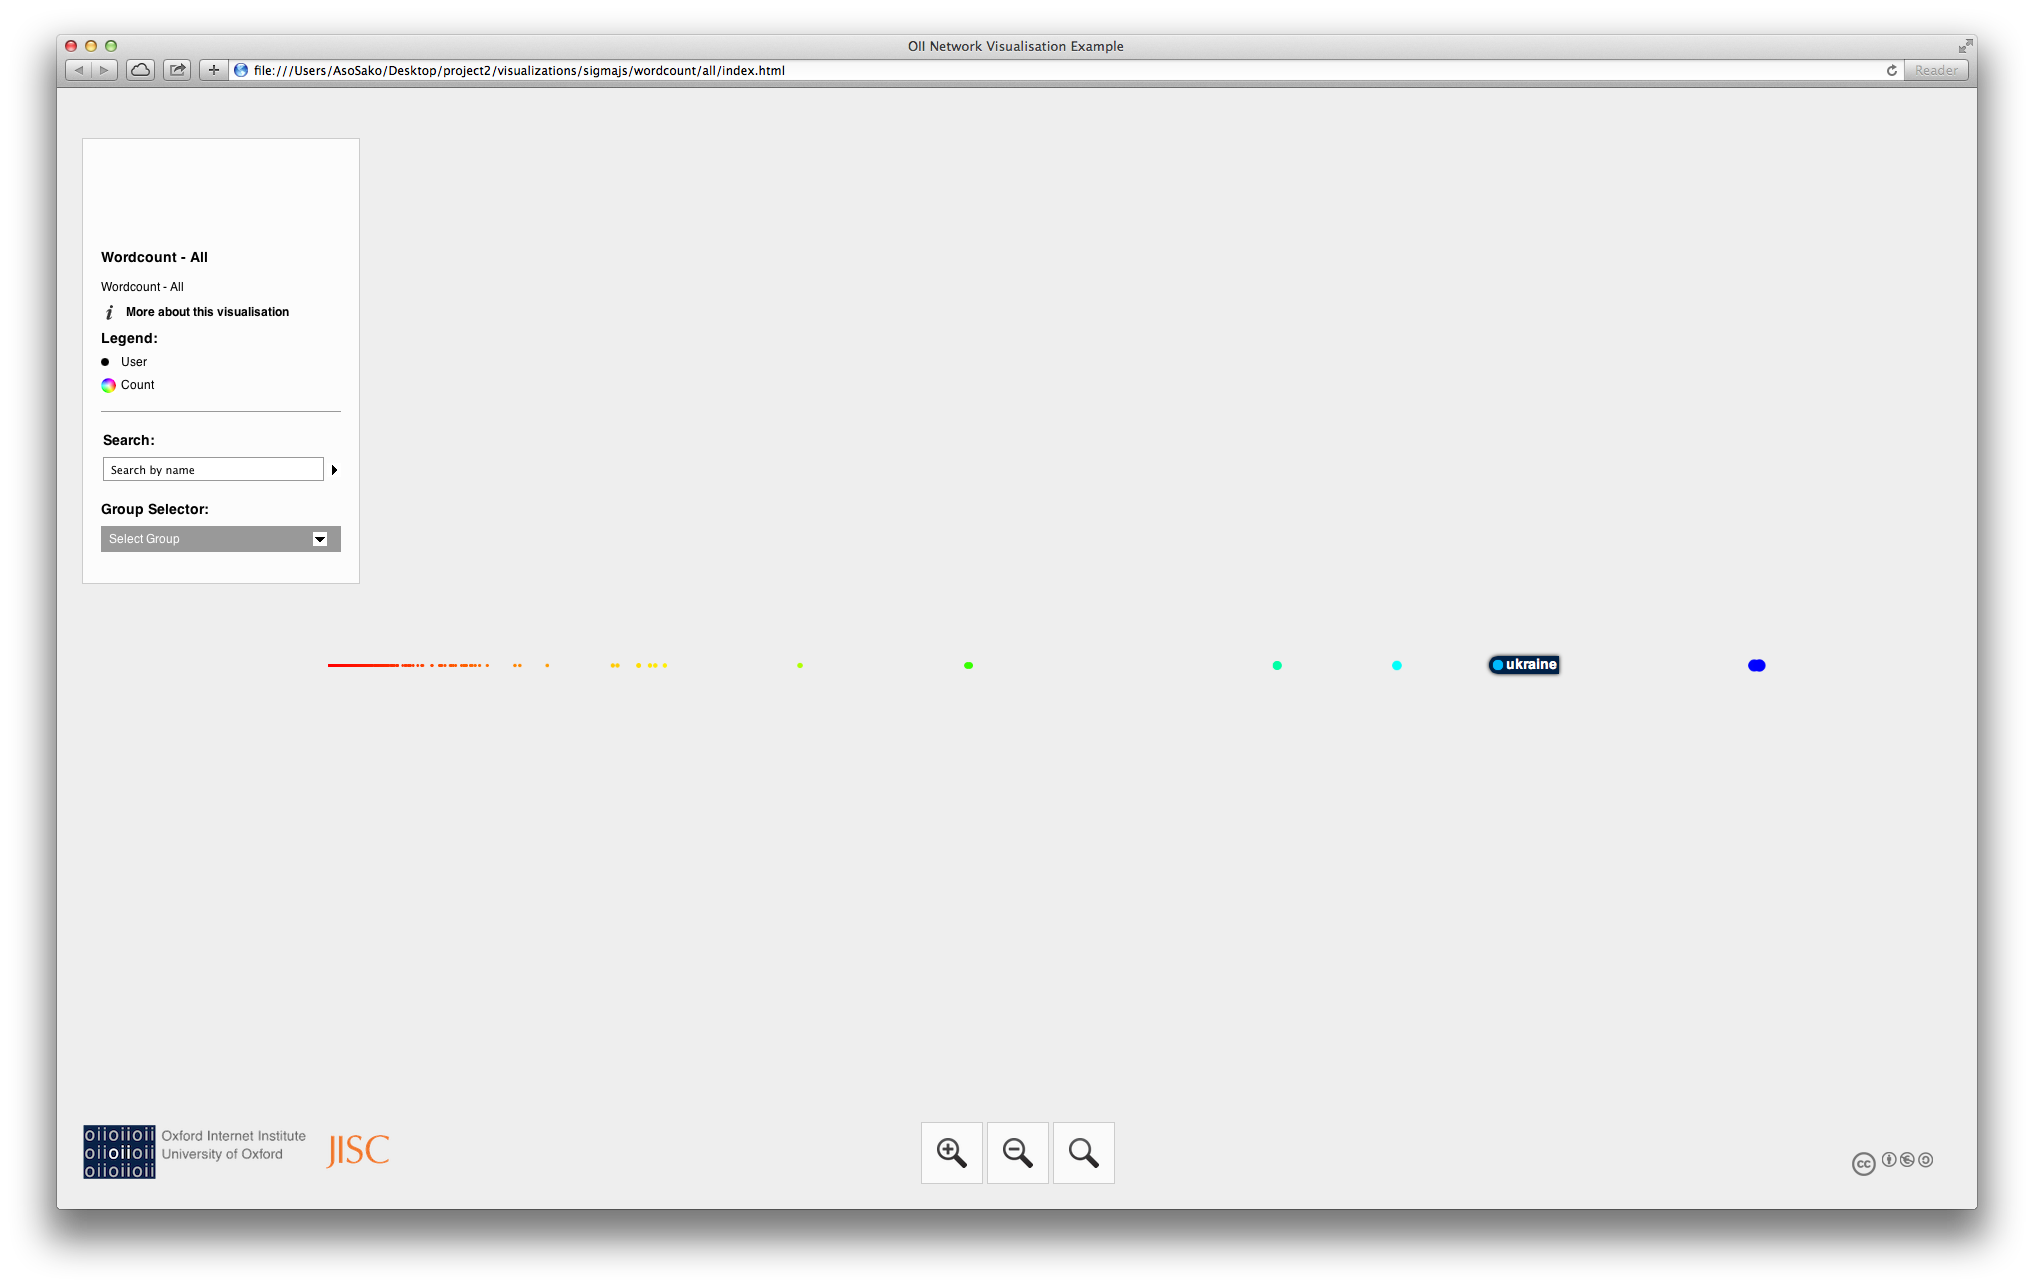 OII Network Visualisation Example
file:///Users/AsoSako/Desktop/project2/visualizations/sigmajs/wordcount/all/index.html
Reader
Wordcount - All
Wordcount - All
i More about this visualisation
Legend:
User
Count
Search:
Search by name
Group Selector:
Select Group
ukraine
oiioiioii
oiioiioii
oiioiioii
Oxford Internet Institute
University of Oxford
JISC
cc